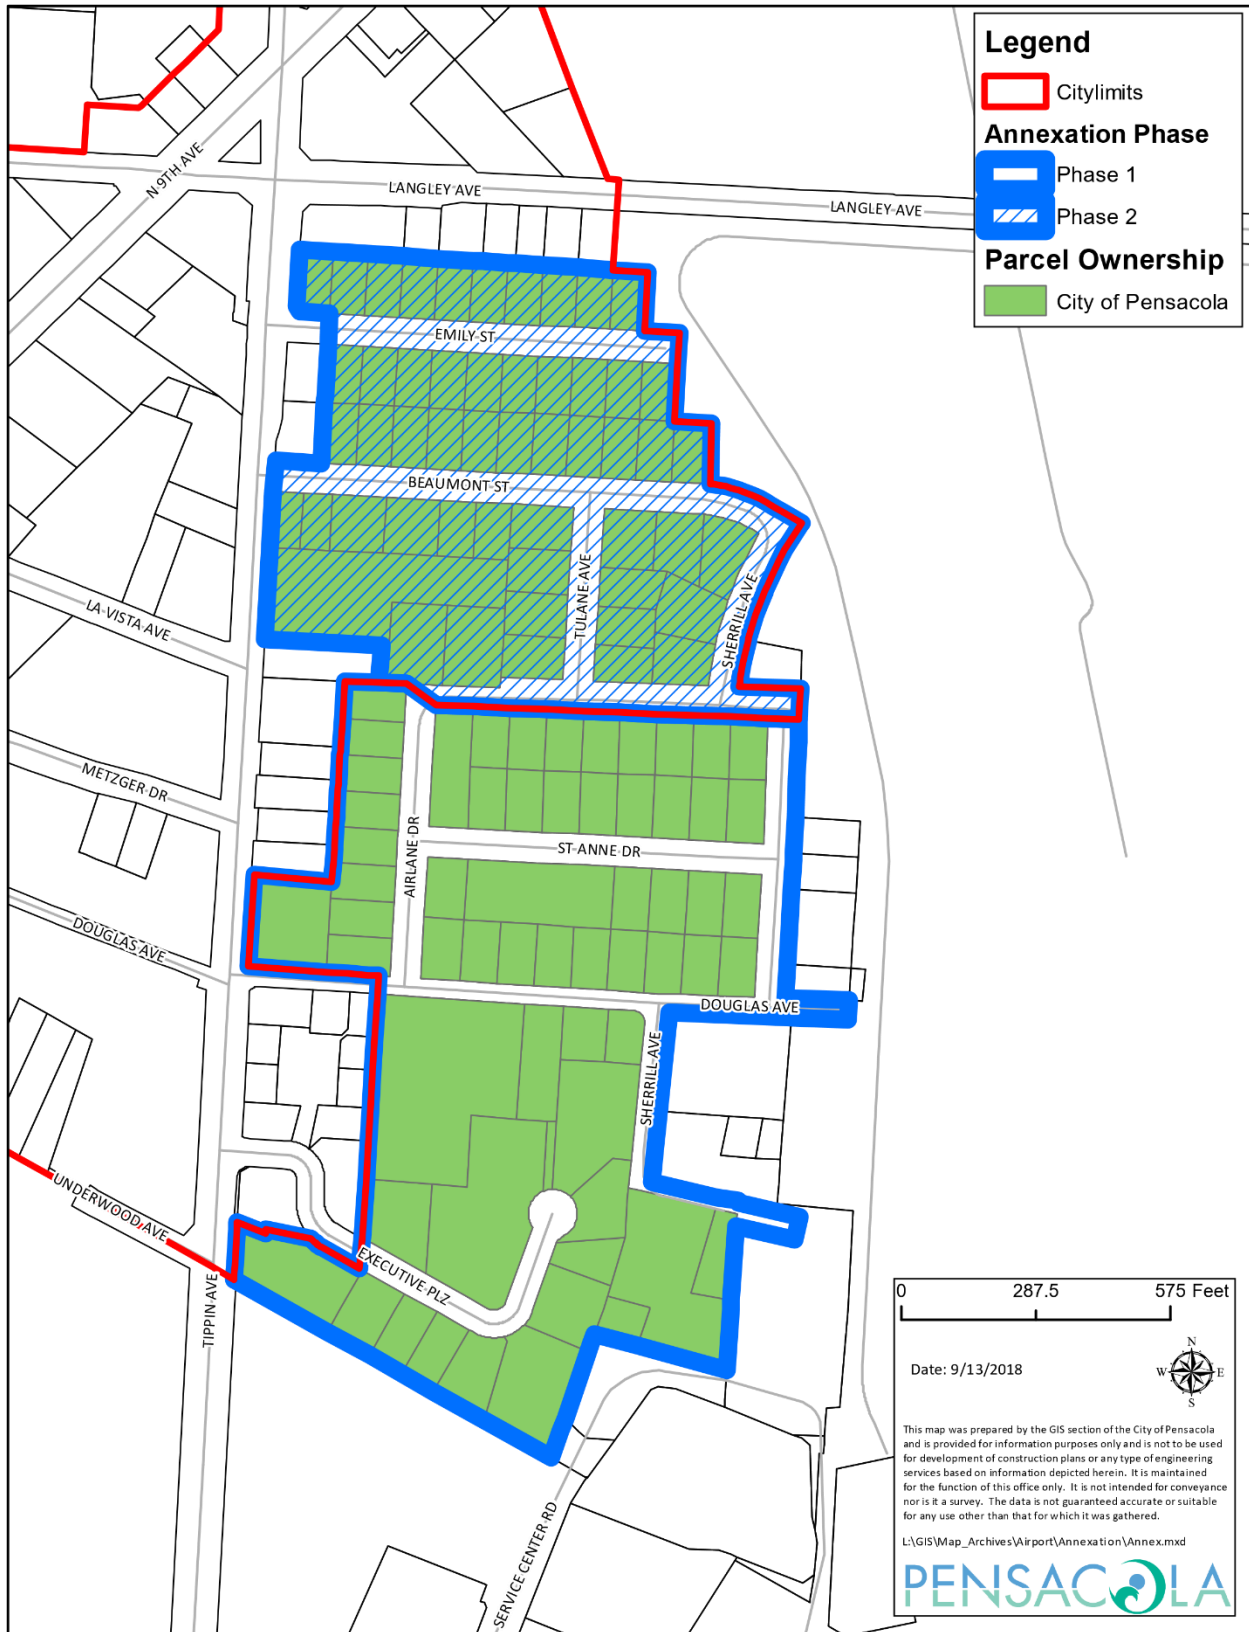 Legend
Citylimits
Annexation Phase
Phase 1
Phase 2
Parcel Ownership
City of Pensacola
N 9TH AVE
LANGLEY AVE
LANGLEY AVE
EMILY ST
BEAUMONT ST
TULANE AVE
SHERRILL AVE
LA VISTA AVE
METZGER DR
AIRLANE DR
ST ANNE DR
DOUGLAS AVE
DOUGLAS AVE
SHERRILL AVE
UNDERWOOD AVE
EXECUTIVE PLZ
TIPPIN AVE
SERVICE CENTER RD
0 287.5 575 Feet
Date: 9/13/2018
N
W E
S
This map was prepared by the GIS section of the City of Pensacola
and is provided for information purposes only and is not to be used
for development of construction plans or any type of engineering
services based on information depicted herein. It is maintained
for the function of this office only. It is not intended for conveyance
nor is it a survey. The data is not guaranteed accurate or suitable
for any use other than that for which it was gathered.
L:\GIS\Map_Archives\Airport\Annexation\Annex.mxd
PENSACOLA